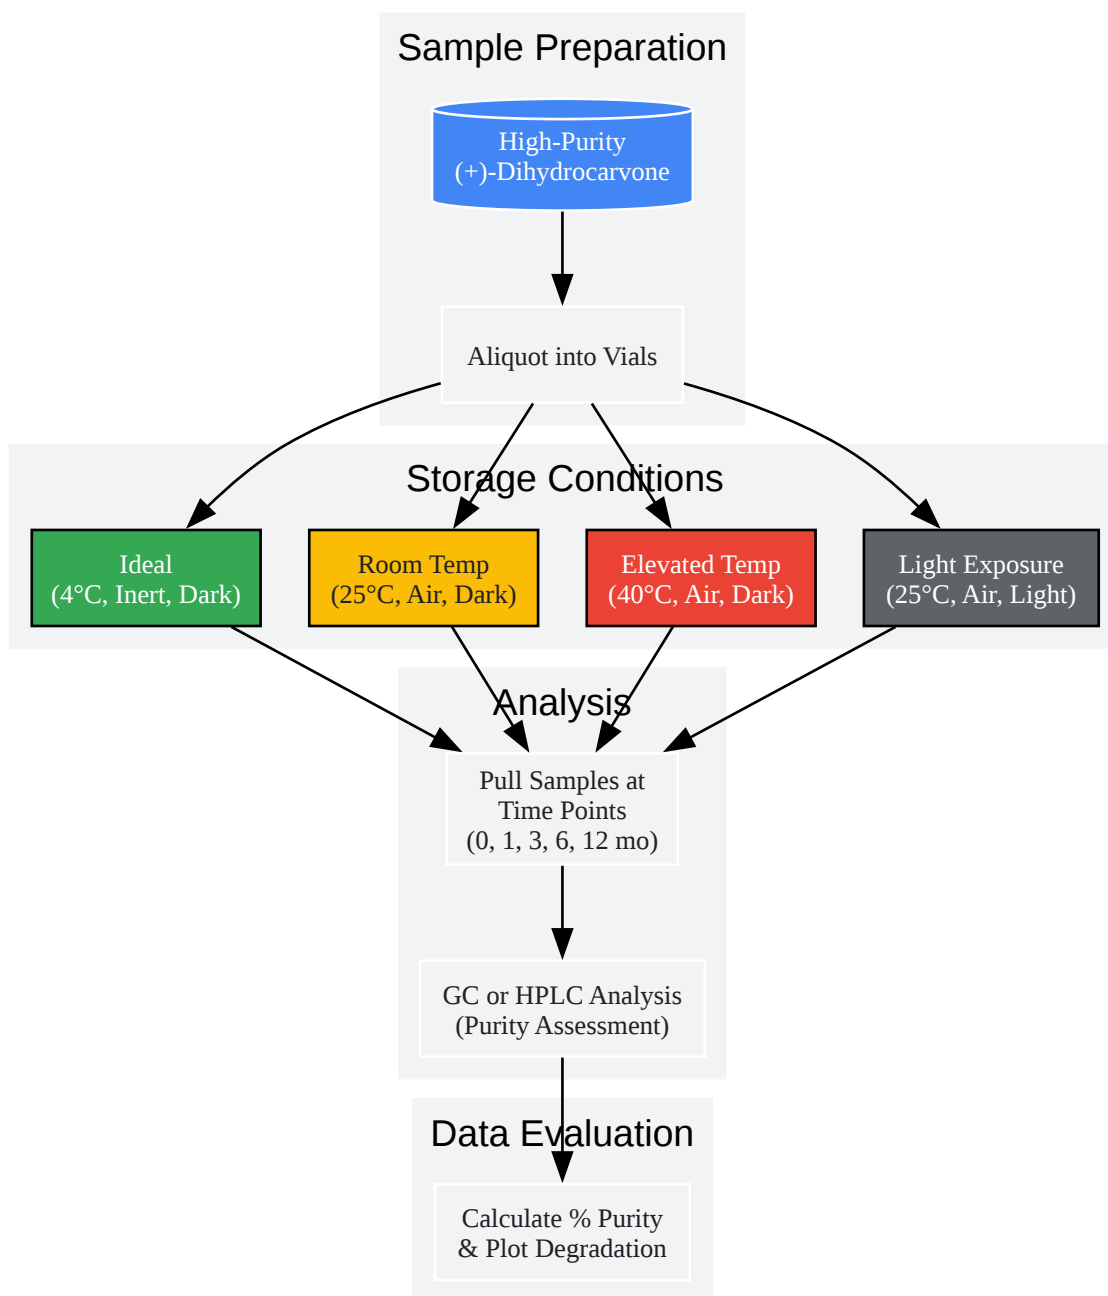 Sample Preparation
High-Purity
(+)-Dihydrocarvone
Aliquot into Vials
Storage Conditions
Ideal
(4°C, Inert, Dark)
Room Temp
(25°C, Air, Dark)
Elevated Temp
(40°C, Air, Dark)
Light Exposure
(25°C, Air, Light)
Analysis
Pull Samples at
Time Points
(0, 1, 3, 6, 12 mo)
GC or HPLC Analysis
(Purity Assessment)
Data Evaluation
Calculate % Purity
& Plot Degradation